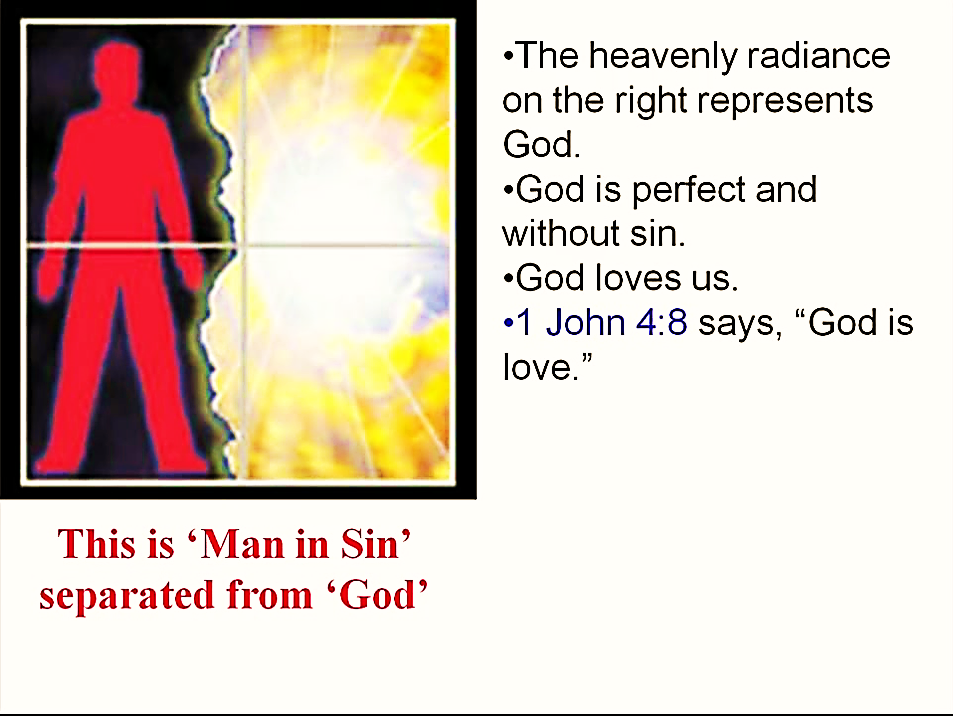 •The heavenly radiance
on the right represents
God.
•God is perfect and
without sin.
•God loves us.
•1 John 4:8 says, “God is
love.”
This is ‘Man in Sin’
separated from ‘God’